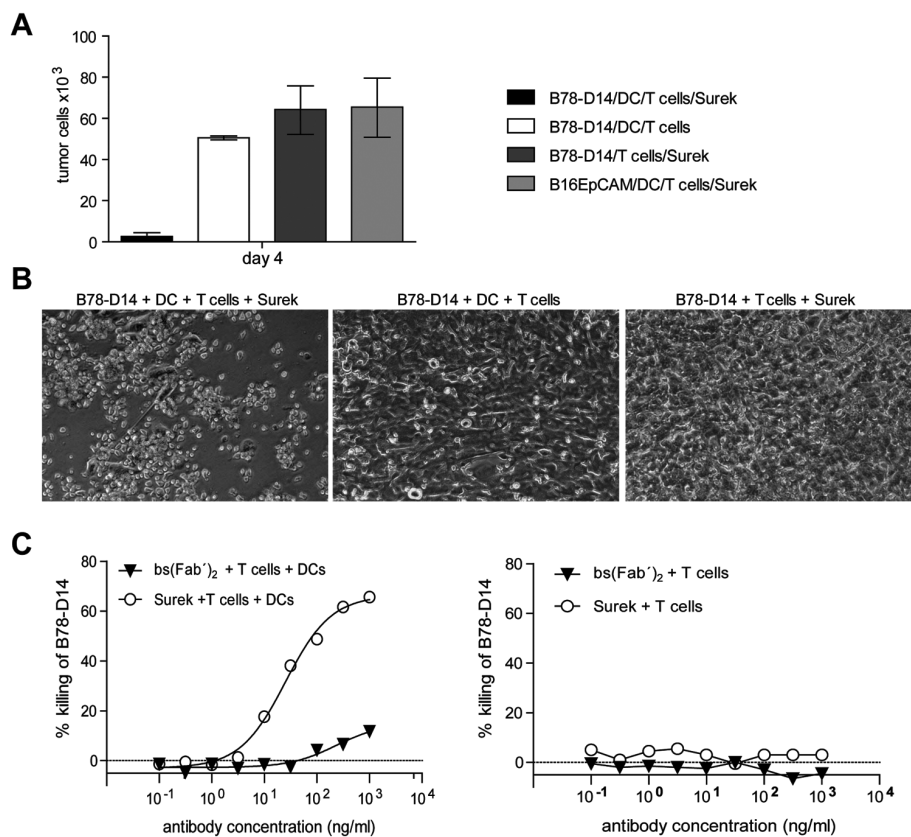 A
tumor cells x10⁻³
100
80
60
40
20
0
day 4
B78-D14/DC/T cells/Surek
B78-D14/DC/T cells
B78-D14/T cells/Surek
B16EpCAM/DC/T cells/Surek
B
B78-D14 + DC + T cells + Surek
B78-D14 + DC + T cells
B78-D14 + T cells + Surek
C
% killing of B78-D14
80
60
40
20
0
bs(Fab´)₂ + T cells + DCs
Surek +T cells + DCs
10⁻¹ 10⁰ 10¹ 10² 10³ 10⁴
antibody concentration (ng/ml)
% killing of B78-D14
80
60
40
20
0
bs(Fab´)₂ + T cells
Surek + T cells
10⁻¹ 10⁰ 10¹ 10² 10³ 10⁴
antibody concentration (ng/ml)